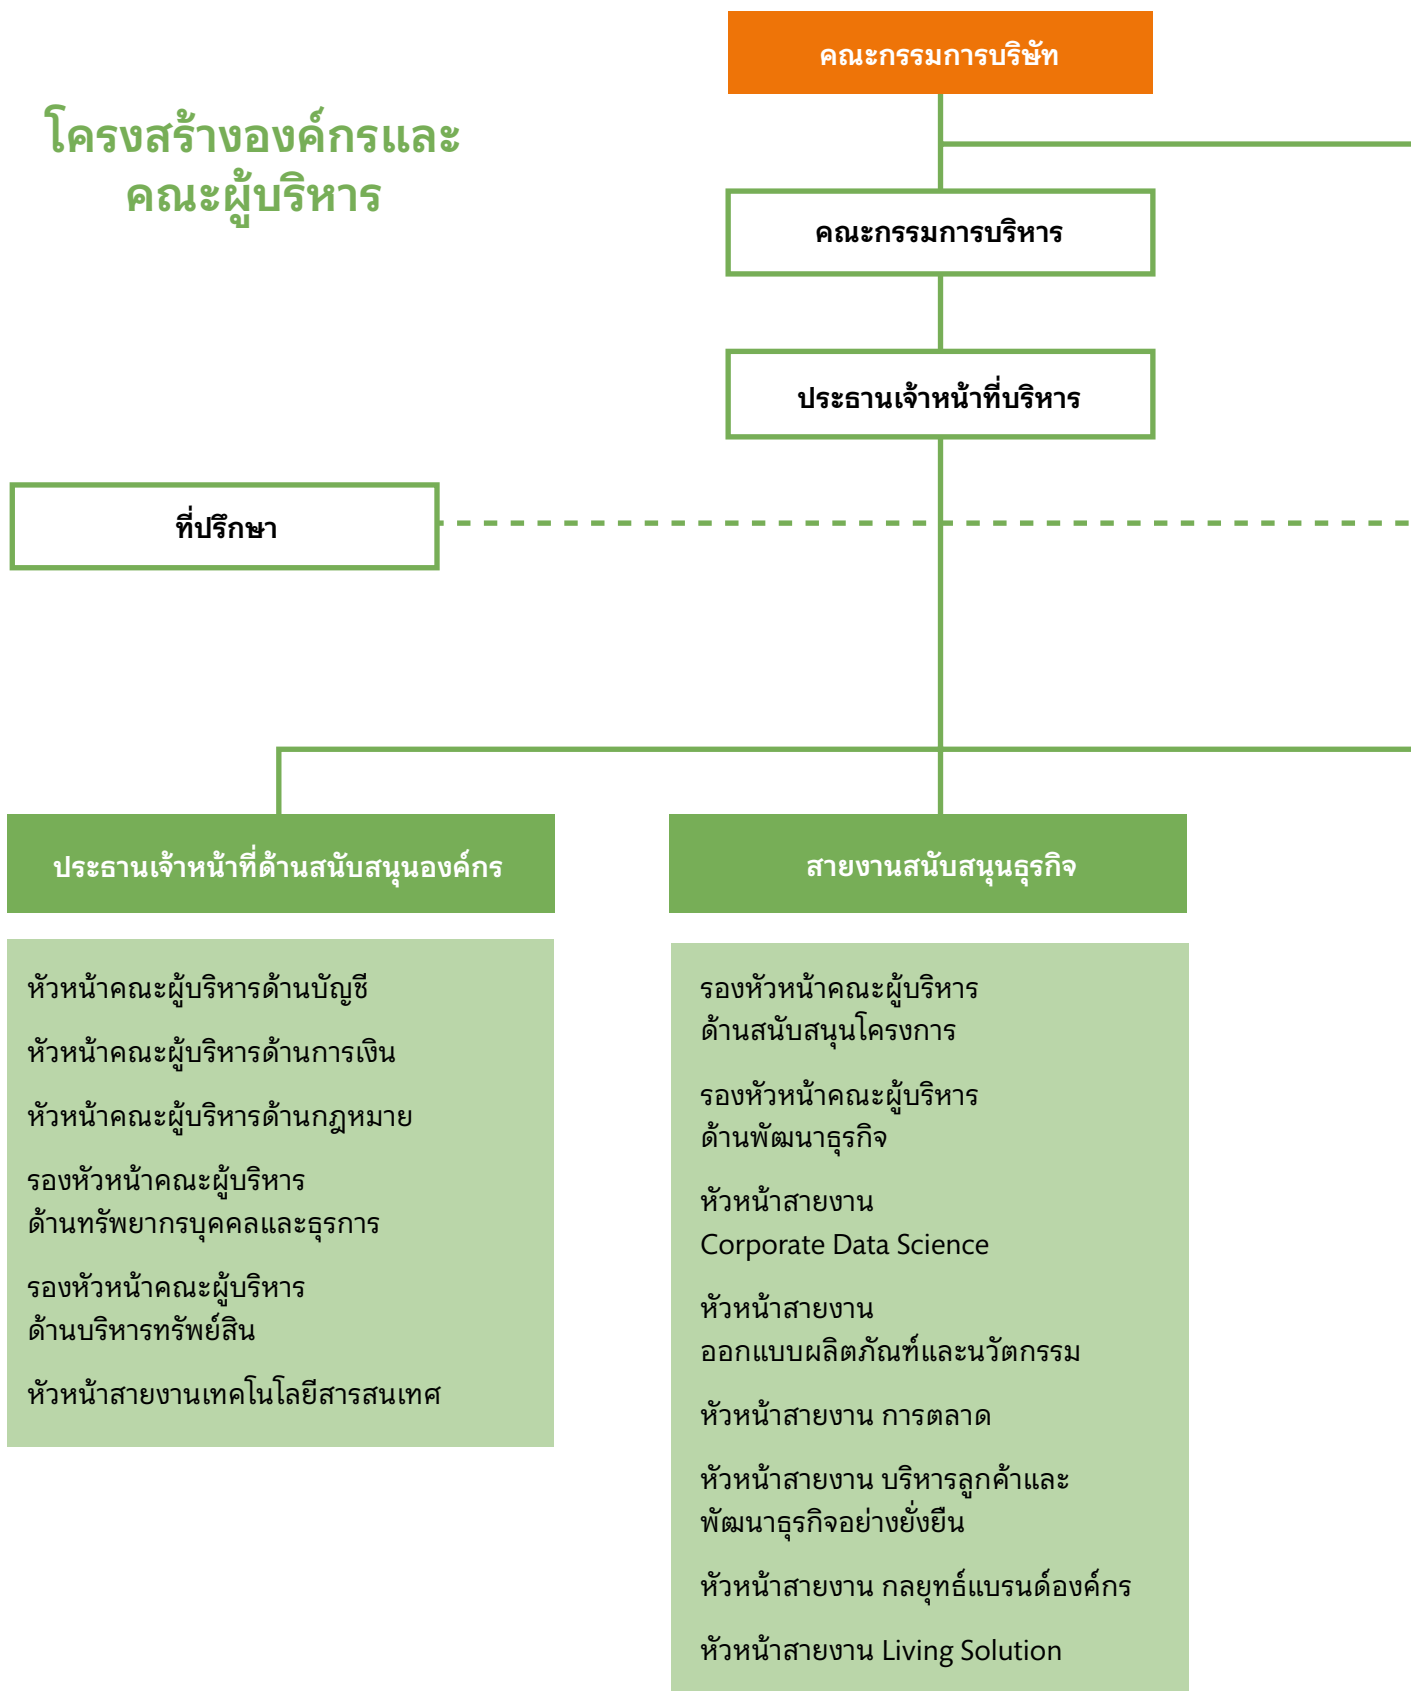 คณะกรรมการบริษัท
โครงสร้างองค์กรและ
คณะผู้บริหาร
คณะกรรมการบริหาร
ประธานเจ้าหน้าที่บริหาร
ที่ปรึกษา
ประธานเจ้าหน้าที่ด้านสนับสนุนองค์กร
หัวหน้าคณะผู้บริหารด้านบัญชี
หัวหน้าคณะผู้บริหารด้านการเงิน
หัวหน้าคณะผู้บริหารด้านกฎหมาย
รองหัวหน้าคณะผู้บริหาร
ด้านทรัพยากรบุคคลและธุรการ
รองหัวหน้าคณะผู้บริหาร
ด้านบริหารทรัพย์สิน
หัวหน้าสายงานเทคโนโลยีสารสนเทศ
สายงานสนับสนุนธุรกิจ
รองหัวหน้าคณะผู้บริหาร
ด้านสนับสนุนโครงการ
รองหัวหน้าคณะผู้บริหาร
ด้านพัฒนาธุรกิจ
หัวหน้าสายงาน
Corporate Data Science
หัวหน้าสายงาน
ออกแบบผลิตภัณฑ์และนวัตกรรม
หัวหน้าสายงาน การตลาด
หัวหน้าสายงาน บริหารลูกค้าและ
พัฒนาธุรกิจอย่างยั่งยืน
หัวหน้าสายงาน กลยุทธ์แบรนด์องค์กร
หัวหน้าสายงาน Living Solution